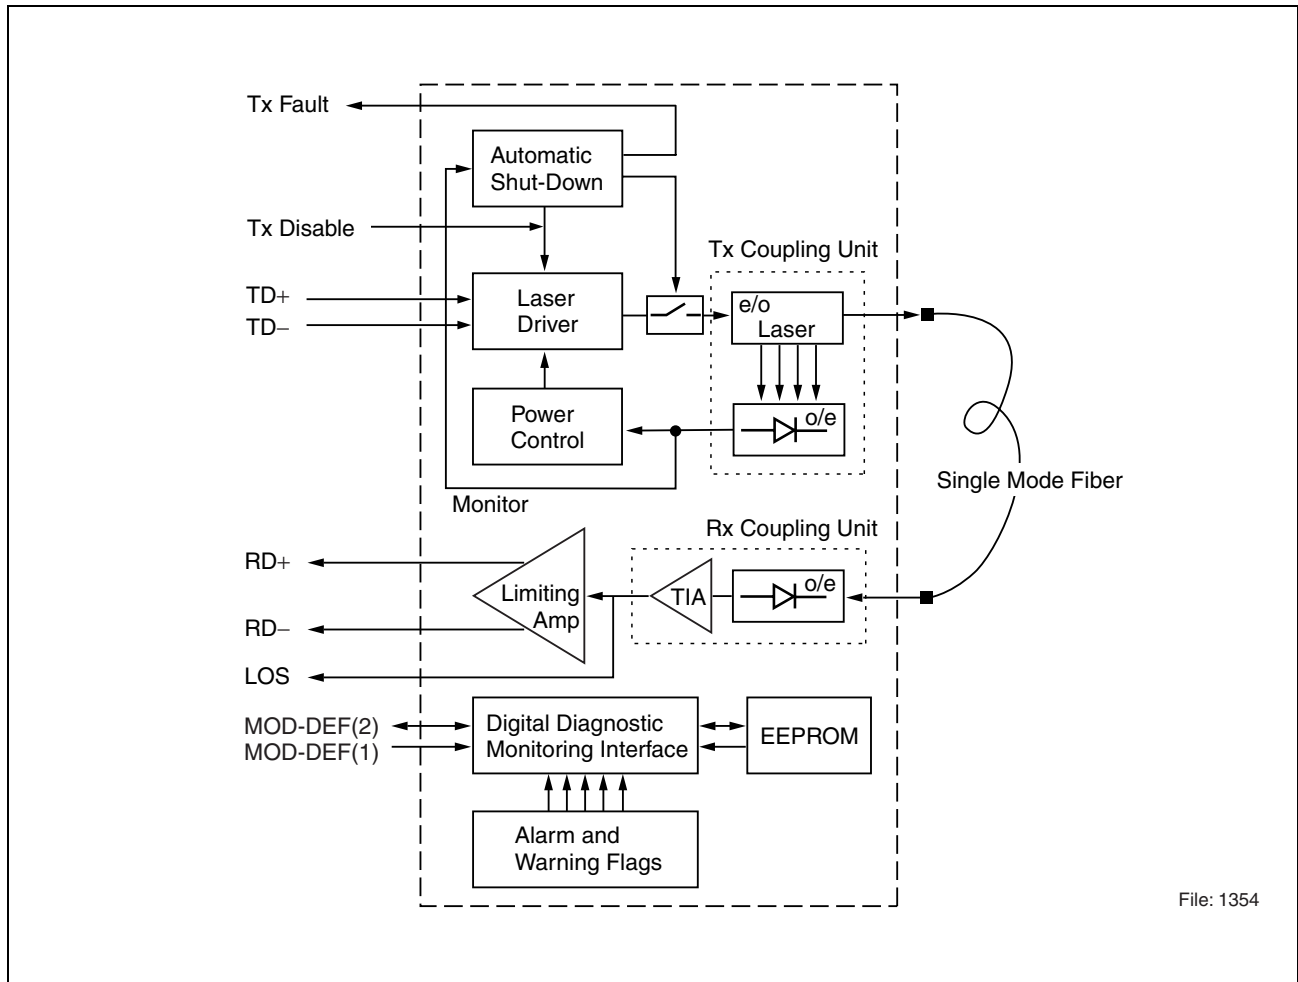 Tx Fault
Automatic
Shut-Down
Tx Disable
Tx Coupling Unit
TD+
TD−
Laser
Driver
e/o
Laser
Power
Control
o/e
Single Mode Fiber
Monitor
Rx Coupling Unit
RD+
RD−
LOS
Limiting
Amp
TIA
o/e
MOD-DEF(2)
MOD-DEF(1)
Digital Diagnostic
Monitoring Interface
EEPROM
Alarm and
Warning Flags
File: 1354